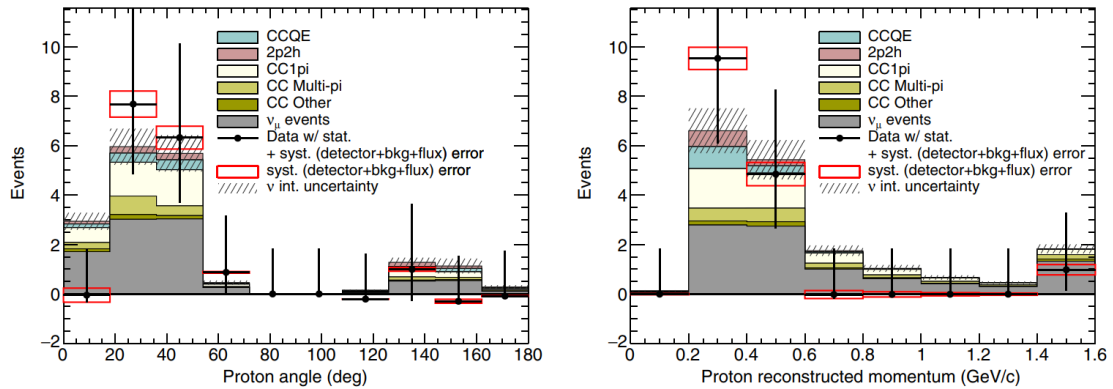 Events
10
8
6
4
2
0
−2
CCQE
2p2h
CC1pi
CC Multi-pi
CC Other
νμ events
Data w/ stat.
+ syst. (detector+bkg+flux) error
syst. (detector+bkg+flux) error
ν int. uncertainty
0 20 40 60 80 100 120 140 160 180
Proton angle (deg)
Events
10
8
6
4
2
0
−2
CCQE
2p2h
CC1pi
CC Multi-pi
CC Other
νμ events
Data w/ stat.
+ syst. (detector+bkg+flux) error
syst. (detector+bkg+flux) error
ν int. uncertainty
0 0.2 0.4 0.6 0.8 1 1.2 1.4 1.6
Proton reconstructed momentum (GeV/c)